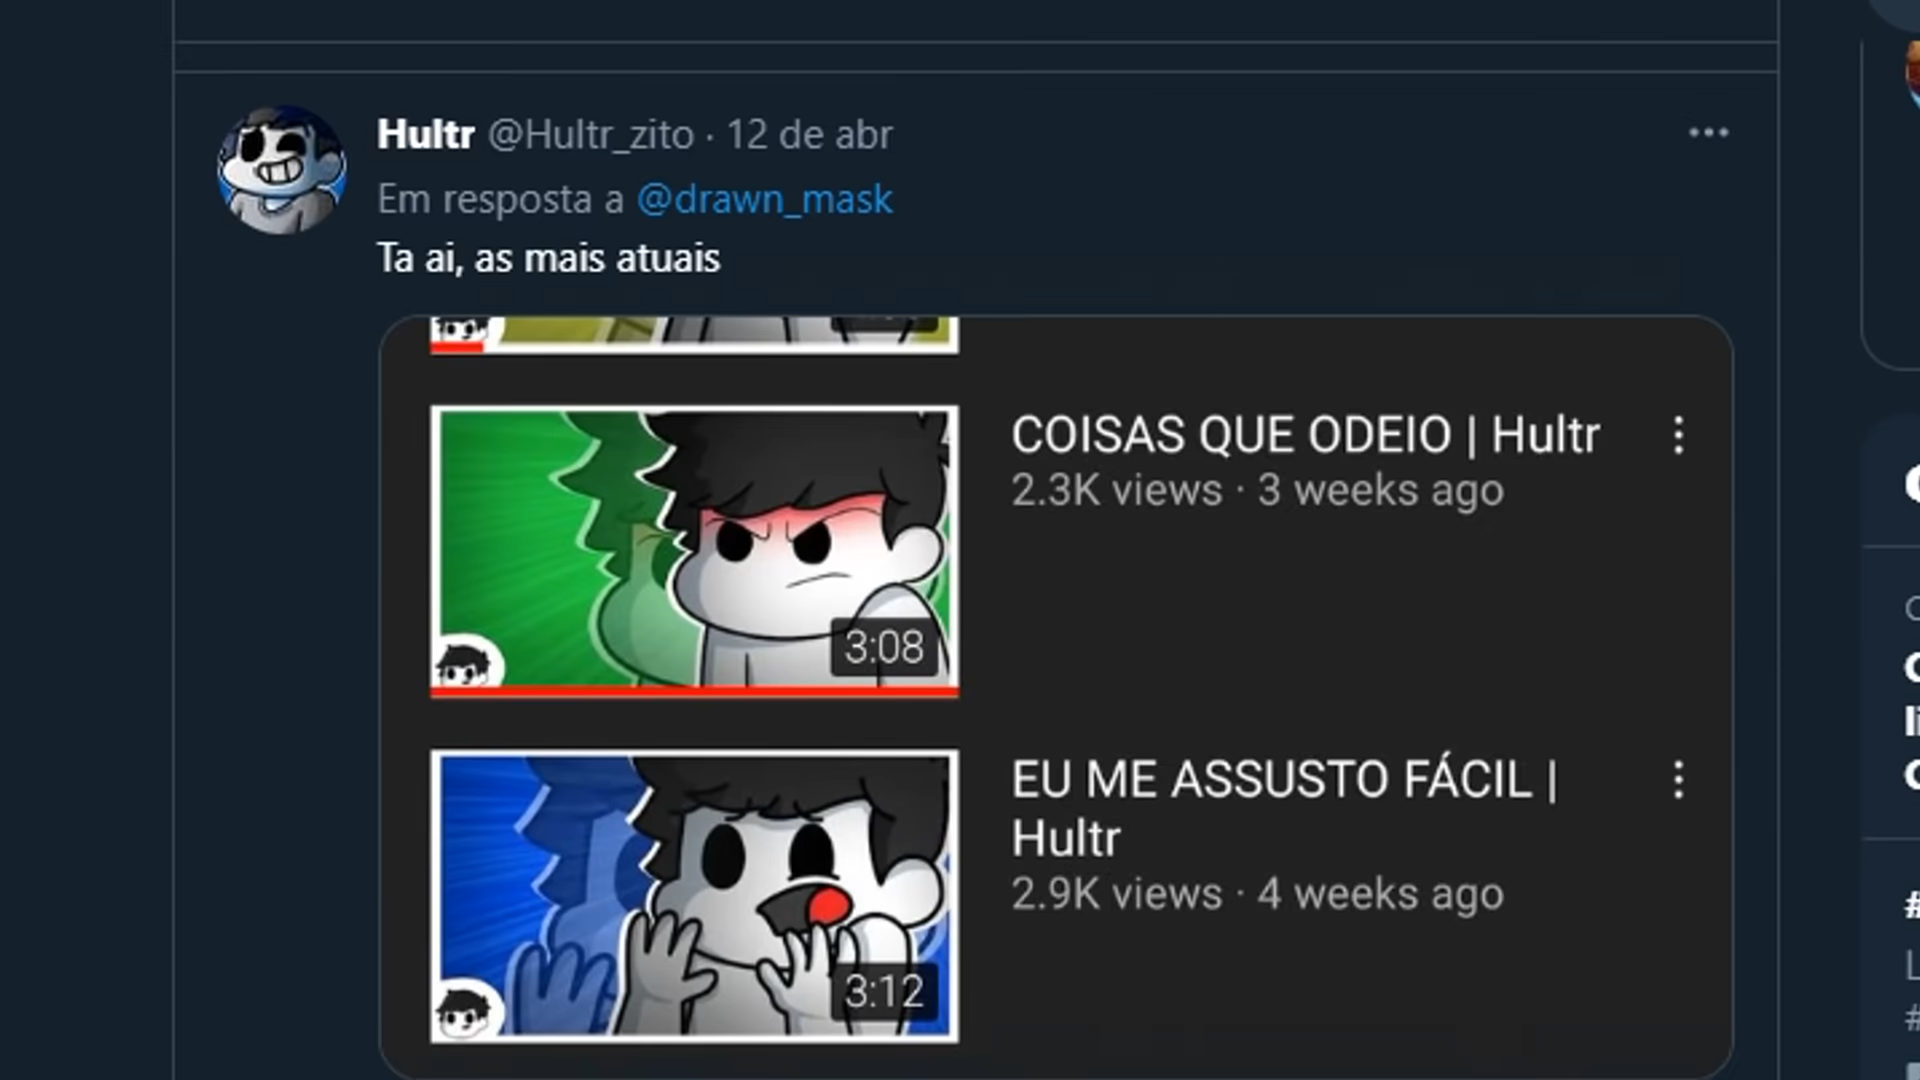 Hultr @Hultr_zito · 12 de abr
Em resposta a @drawn_mask
Ta ai, as mais atuais
COISAS QUE ODEIO | Hultr
2.3K views · 3 weeks ago
3:08
EU ME ASSUSTO FÁCIL |
Hultr
2.9K views · 4 weeks ago
3:12